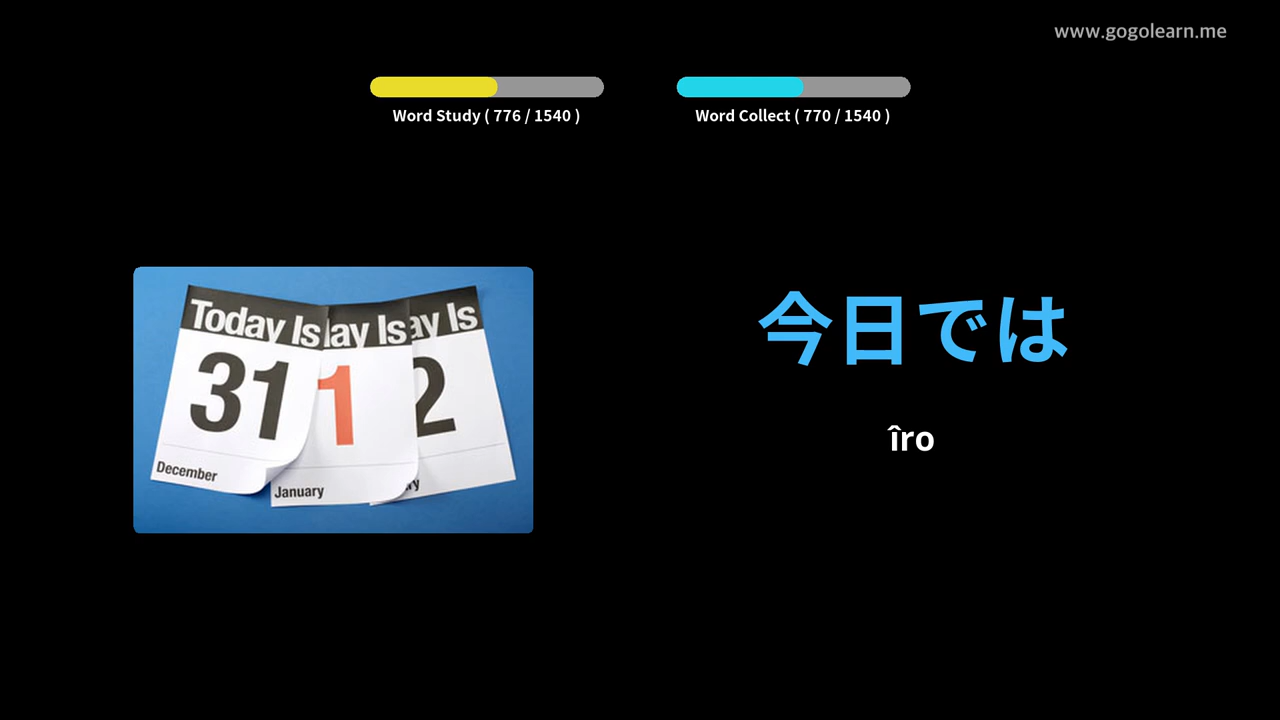 www.gogolearn.me
Word Study ( 776 / 1540 )
Word Collect ( 770 / 1540 )
Today Is
31
December
ay Is
1
January
ay Is
2
ry
今日では
îro